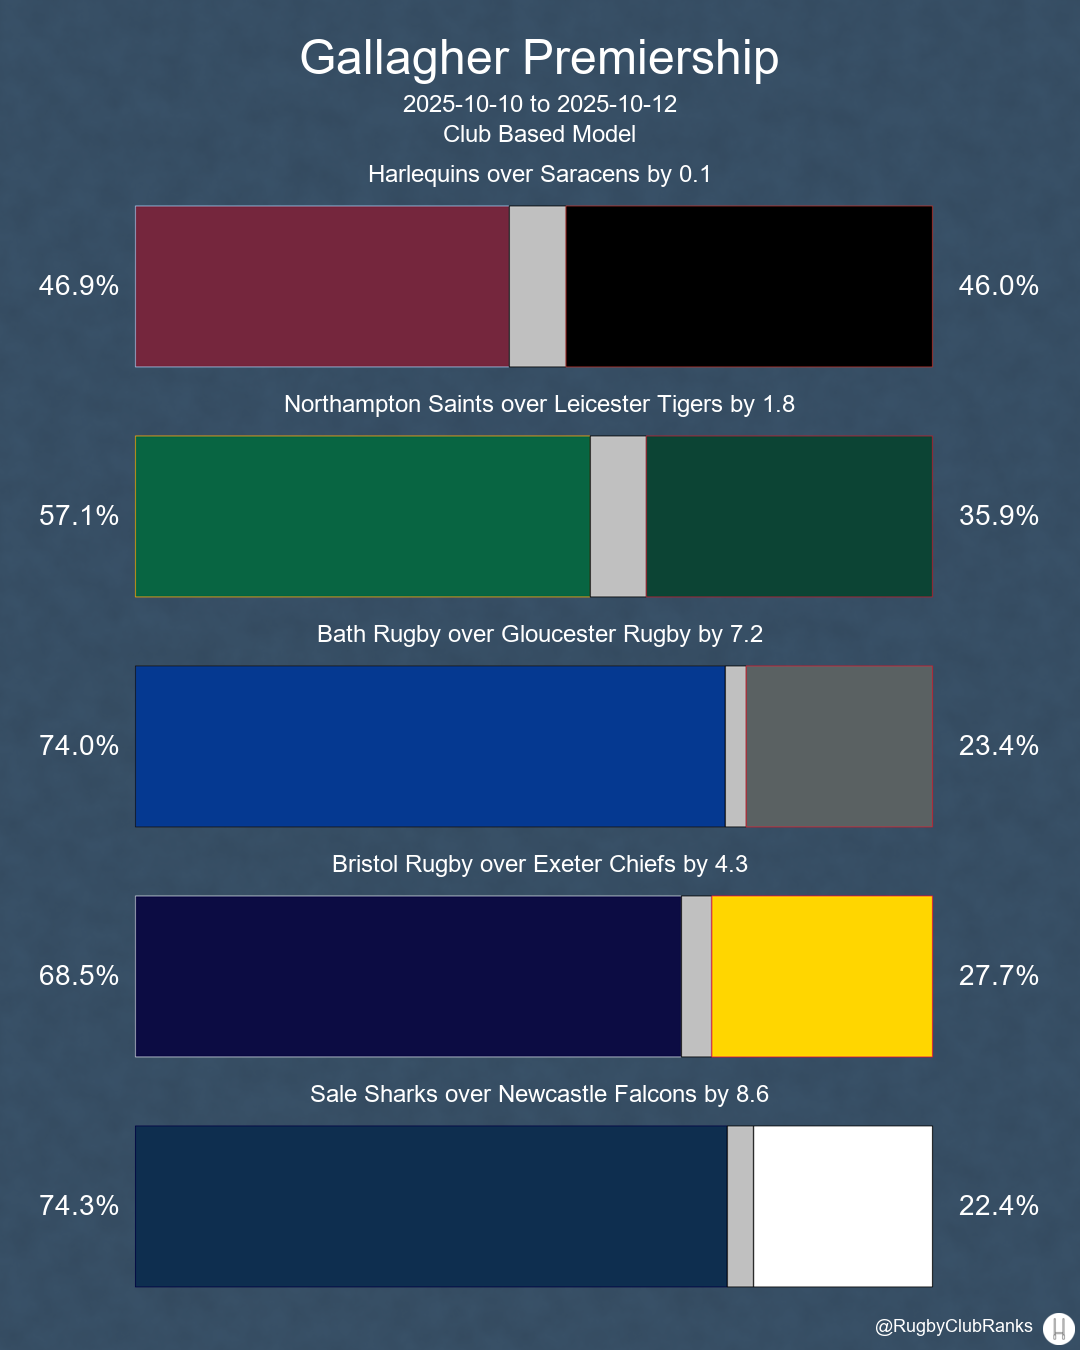 Gallagher Premiership
2025-10-10 to 2025-10-12
Club Based Model
Harlequins over Saracens by 0.1
46.9%
46.0%
Northampton Saints over Leicester Tigers by 1.8
57.1%
35.9%
Bath Rugby over Gloucester Rugby by 7.2
74.0%
23.4%
Bristol Rugby over Exeter Chiefs by 4.3
68.5%
27.7%
Sale Sharks over Newcastle Falcons by 8.6
74.3%
22.4%
@RugbyClubRanks